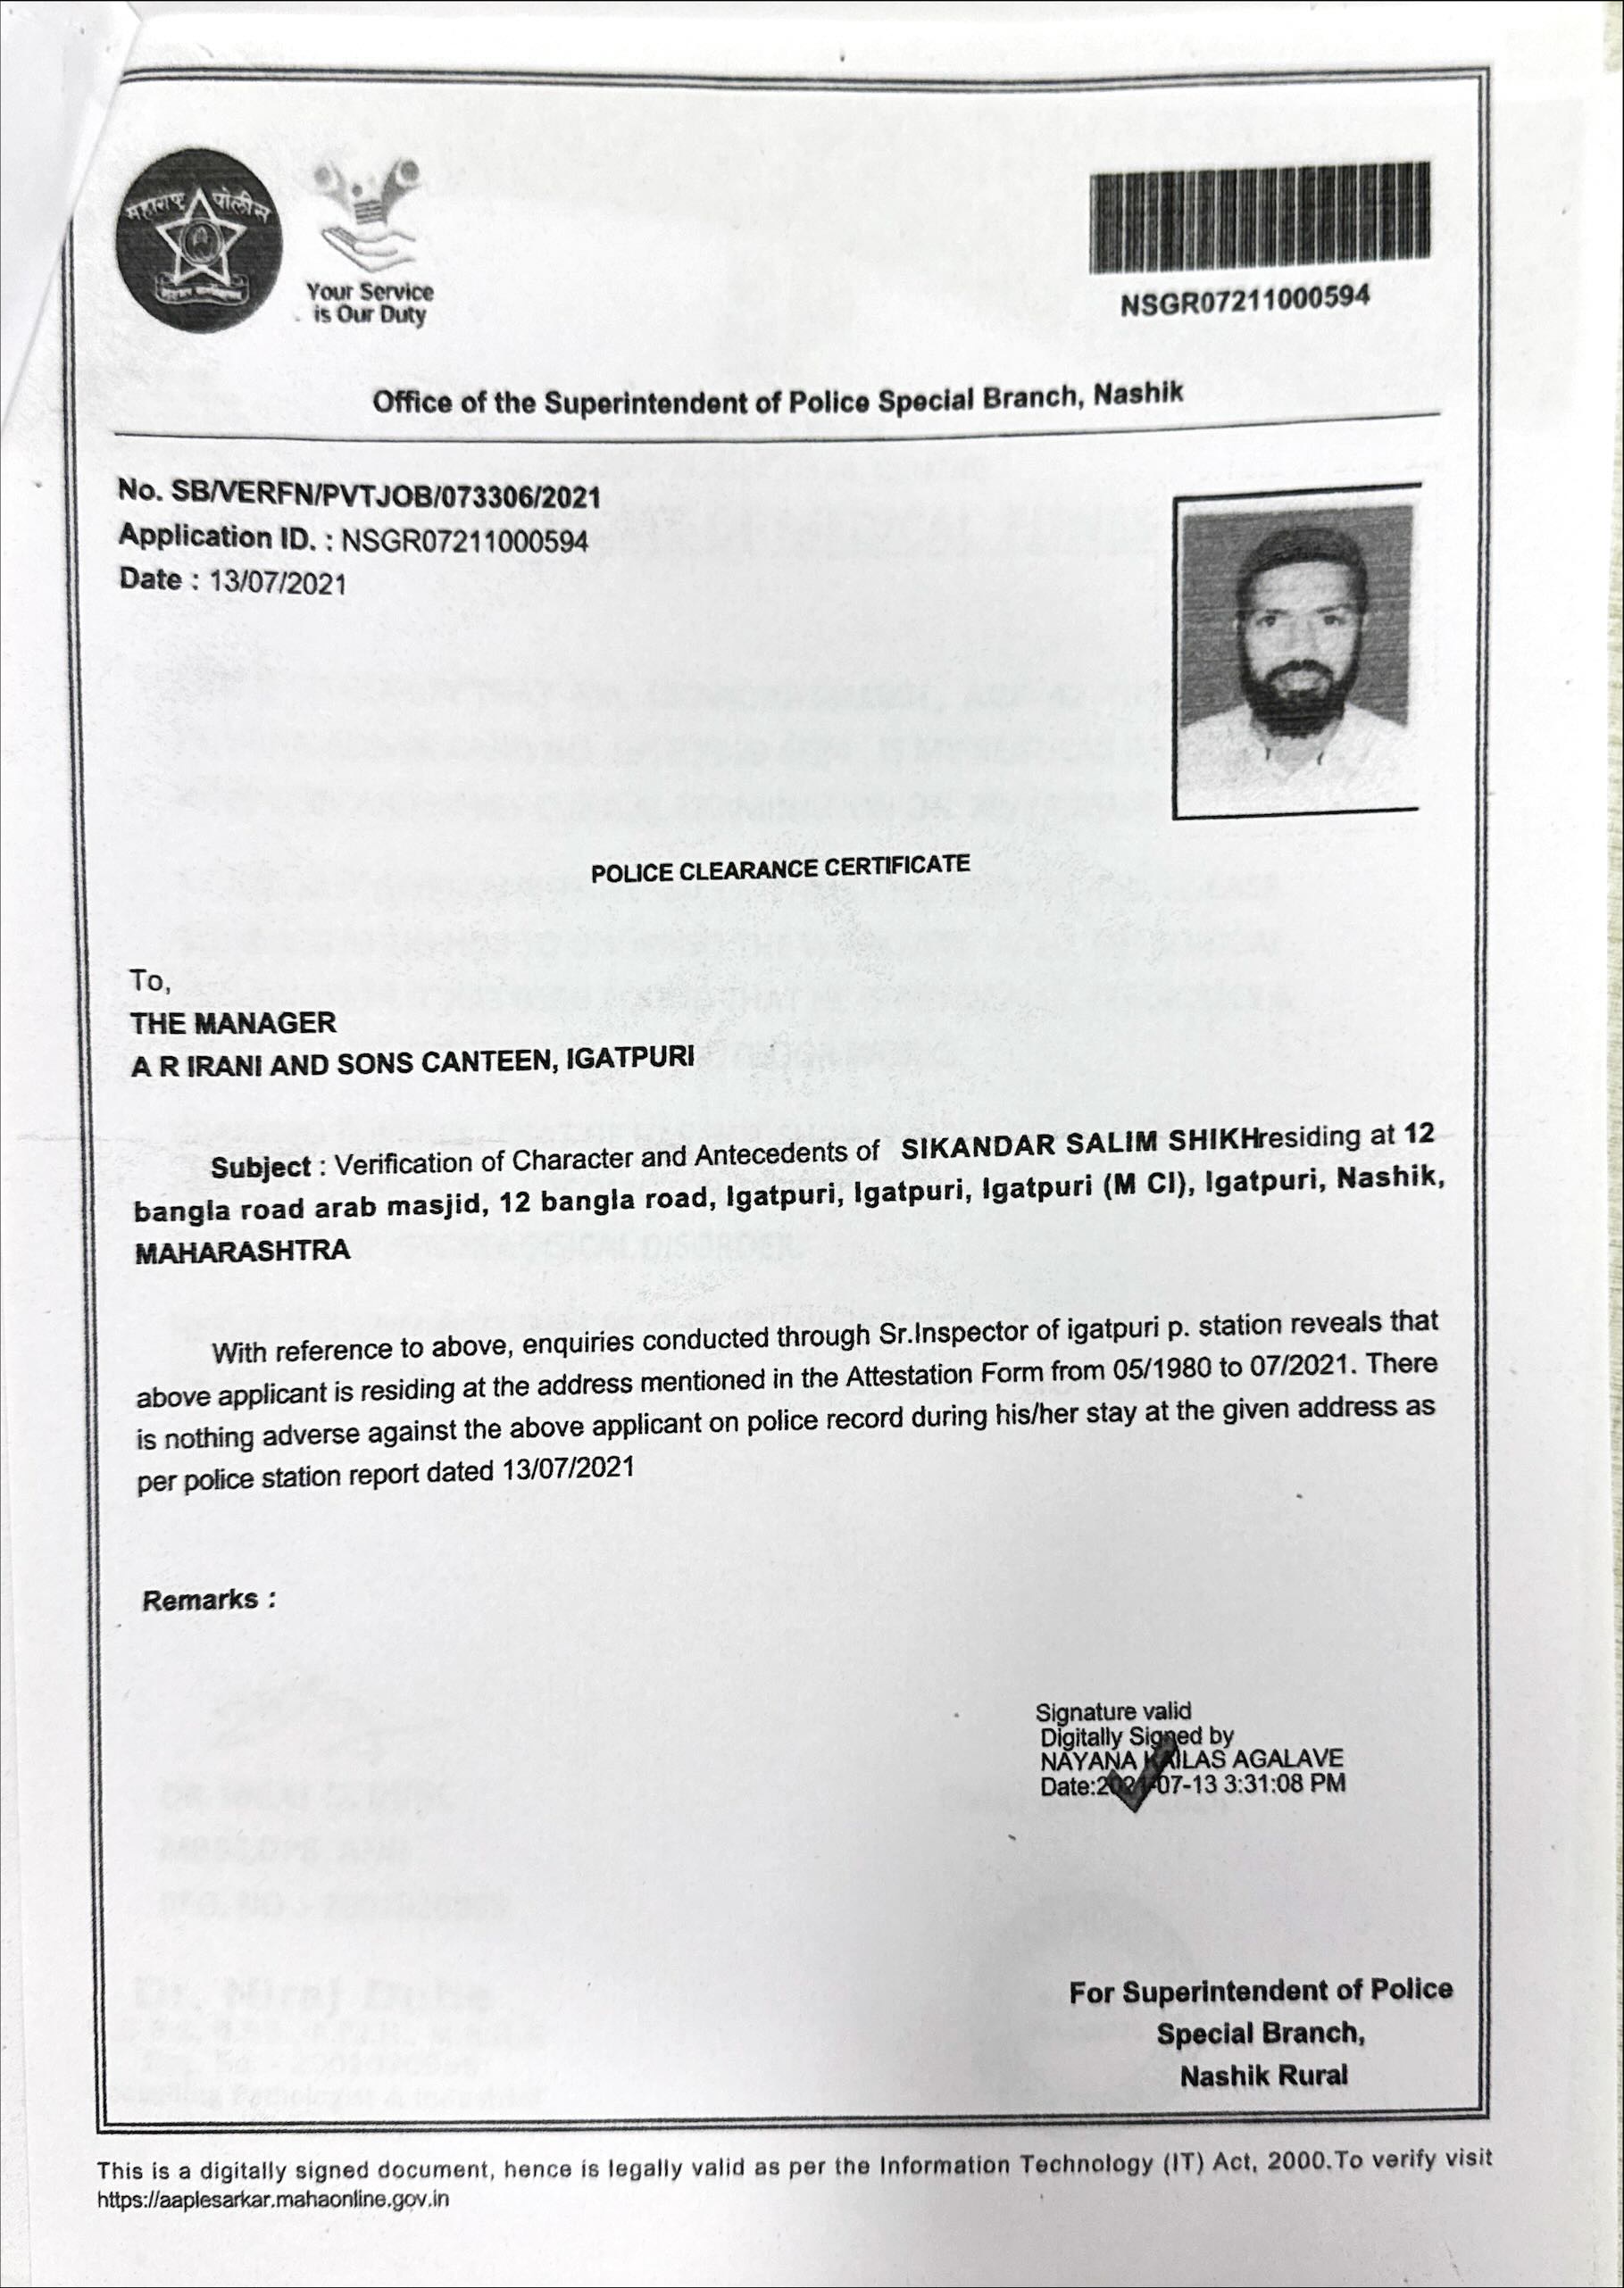 महाराष्ट्र पोलीस
Your Service
is Our Duty
NSGR07211000594
Office of the Superintendent of Police Special Branch, Nashik
No. SB/VERFN/PVTJOB/073306/2021
Application ID. : NSGR07211000594
Date : 13/07/2021
POLICE CLEARANCE CERTIFICATE
To,
THE MANAGER
A R IRANI AND SONS CANTEEN, IGATPURI
Subject : Verification of Character and Antecedents of SIKANDAR SALIM SHIKHresiding at 12
bangla road arab masjid, 12 bangla road, Igatpuri, Igatpuri, Igatpuri (M Cl), Igatpuri, Nashik,
MAHARASHTRA
With reference to above, enquiries conducted through Sr.Inspector of igatpuri p. station reveals that
above applicant is residing at the address mentioned in the Attestation Form from 05/1980 to 07/2021. There
is nothing adverse against the above applicant on police record during his/her stay at the given address as
per police station report dated 13/07/2021
Remarks :
Signature valid
Digitally Signed by
NAYANA KAILAS AGALAVE
Date:2021-07-13 3:31:08 PM
For Superintendent of Police
Special Branch,
Nashik Rural
This is a digitally signed document, hence is legally valid as per the Information Technology (IT) Act, 2000.To verify visit
https://aaplesarkar.mahaonline.gov.in